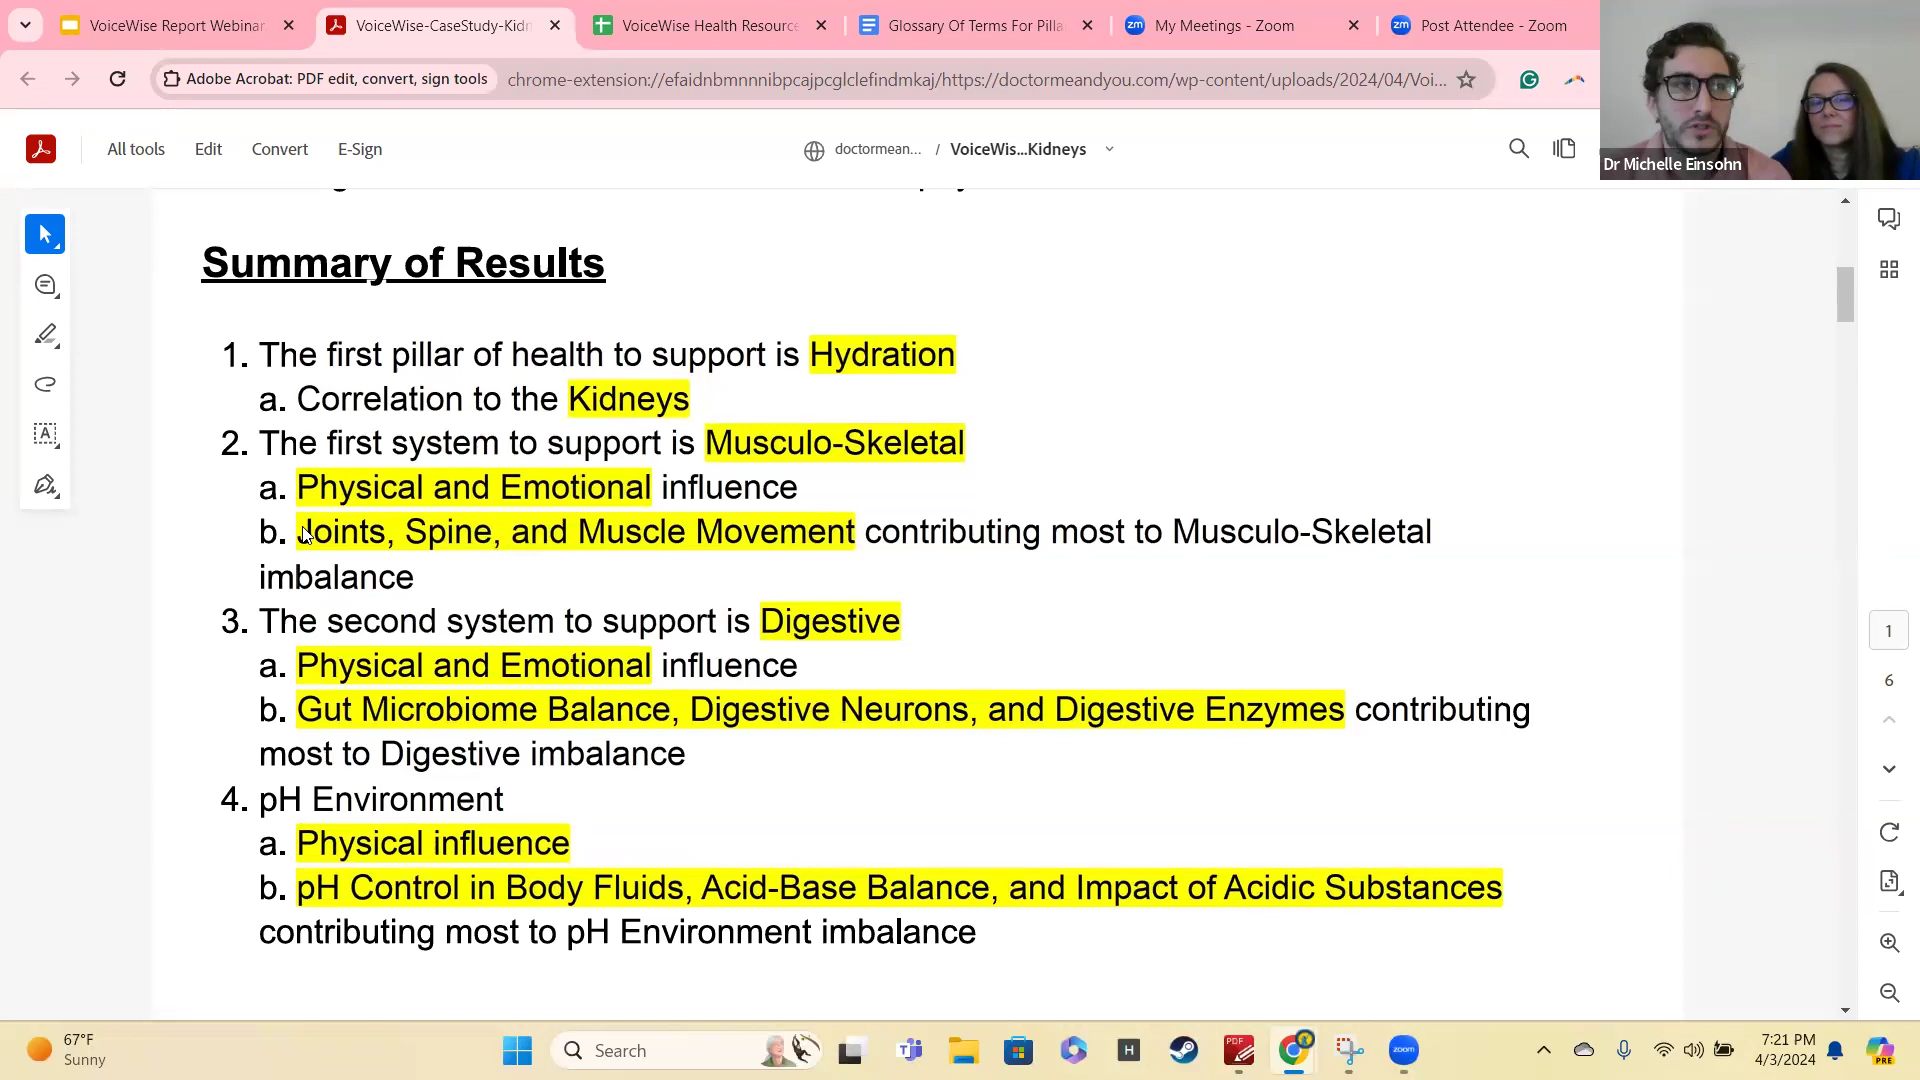 VoiceWise Report Webinar
VoiceWise-CaseStudy-Kidn
VoiceWise Health Resource
Glossary Of Terms For Pilla
My Meetings - Zoom
Post Attendee - Zoom
Adobe Acrobat: PDF edit, convert, sign tools
chrome-extension://efaidnbmnnnibpcajpcglclefindmkaj/https://doctormeandyou.com/wp-content/uploads/2024/04/Voi...
All tools
Edit
Convert
E-Sign
doctormean... / VoiceWis...Kidneys
Dr Michelle Einsohn
Summary of Results
1. The first pillar of health to support is Hydration
a. Correlation to the Kidneys
2. The first system to support is Musculo-Skeletal
a. Physical and Emotional influence
b. Joints, Spine, and Muscle Movement contributing most to Musculo-Skeletal
imbalance
3. The second system to support is Digestive
a. Physical and Emotional influence
b. Gut Microbiome Balance, Digestive Neurons, and Digestive Enzymes contributing
most to Digestive imbalance
4. pH Environment
a. Physical influence
b. pH Control in Body Fluids, Acid-Base Balance, and Impact of Acidic Substances
contributing most to pH Environment imbalance
1
6
67°F
Sunny
Search
PDF
H
zoom
7:21 PM
4/3/2024
PRE